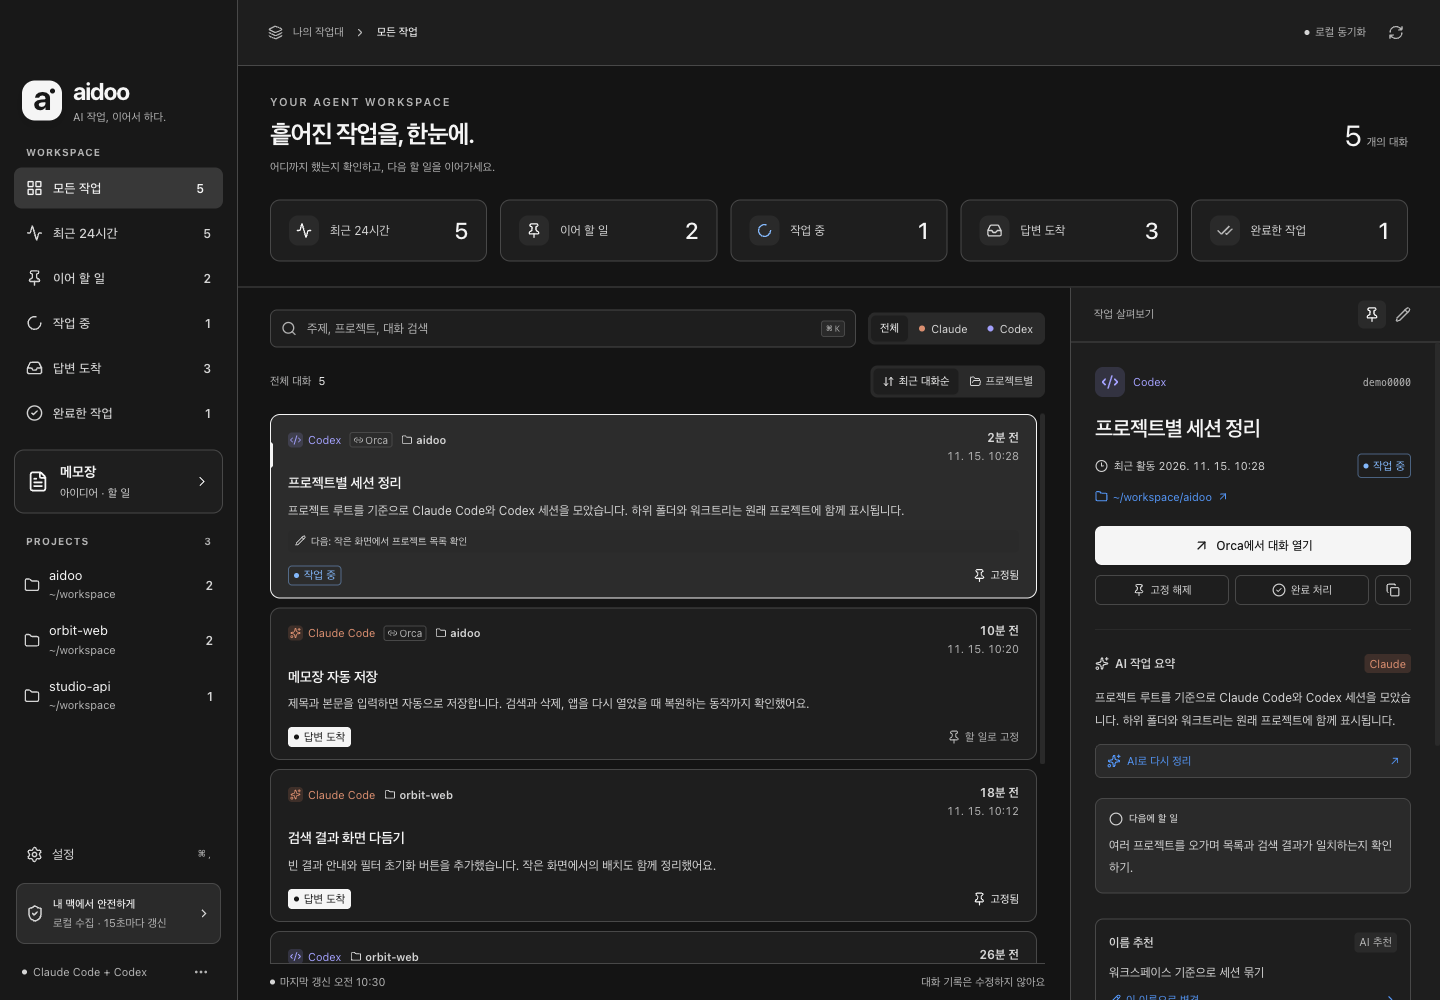 aidoo
AI 작업, 이어서 하다.
WORKSPACE
모든 작업 5
최근 24시간 5
이어 할 일 2
작업 중 1
답변 도착 3
완료한 작업 1
메모장
아이디어 · 할 일
PROJECTS 3
aidoo
~/workspace
2
orbit-web
~/workspace
2
studio-api
~/workspace
1
설정 ⌘ ,
내 맥에서 안전하게
로컬 수집 · 15초마다 갱신
Claude Code + Codex
나의 작업대 > 모든 작업
로컬 동기화
YOUR AGENT WORKSPACE
흩어진 작업을, 한눈에.
어디까지 했는지 확인하고, 다음 할 일을 이어가세요.
5 개의 대화
최근 24시간 5
이어 할 일 2
작업 중 1
답변 도착 3
완료한 작업 1
주제, 프로젝트, 대화 검색 ⌘ K
전체 Claude Codex
전체 대화 5
최근 대화순 프로젝트별
Codex Orca aidoo 2분 전
11. 15. 10:28
프로젝트별 세션 정리
프로젝트 루트를 기준으로 Claude Code와 Codex 세션을 모았습니다. 하위 폴더와 워크트리는 원래 프로젝트에 함께 표시됩니다.
다음: 작은 화면에서 프로젝트 목록 확인
작업 중 고정됨
Claude Code Orca aidoo 10분 전
11. 15. 10:20
메모장 자동 저장
제목과 본문을 입력하면 자동으로 저장합니다. 검색과 삭제, 앱을 다시 열었을 때 복원하는 동작까지 확인했어요.
답변 도착 할 일로 고정
Claude Code orbit-web 18분 전
11. 15. 10:12
검색 결과 화면 다듬기
빈 결과 안내와 필터 초기화 버튼을 추가했습니다. 작은 화면에서의 배치도 함께 정리했어요.
답변 도착 고정됨
Codex orbit-web 26분 전
마지막 갱신 오전 10:30
대화 기록은 수정하지 않아요
작업 살펴보기
Codex demo0000
프로젝트별 세션 정리
최근 활동 2026. 11. 15. 10:28 작업 중
~/workspace/aidoo
Orca에서 대화 열기
고정 해제 완료 처리
AI 작업 요약 Claude
프로젝트 루트를 기준으로 Claude Code와 Codex 세션을 모았습
니다. 하위 폴더와 워크트리는 원래 프로젝트에 함께 표시됩니다.
AI로 다시 정리
다음에 할 일
여러 프로젝트를 오가며 목록과 검색 결과가 일치하는지 확인
하기.
이름 추천 AI 추천
워크스페이스 기준으로 세션 묶기
이 이름으로 변경